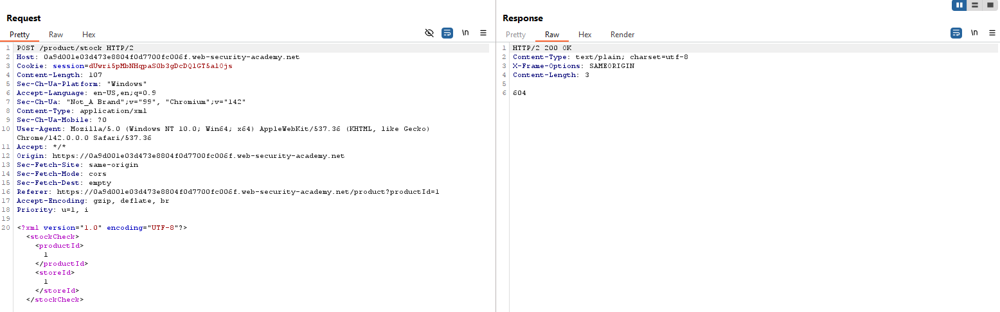 Request
Pretty Raw Hex
\n
1 POST /product/stock HTTP/2
2 Host: 0a9d001e03d473e8804f0d7700fc006f.web-security-academy.net
3 Cookie: session=dUwri5pMbNHqpaS0b3gDcDQ1GT5al0js
4 Content-Length: 107
5 Sec-Ch-Ua-Platform: "Windows"
6 Accept-Language: en-US,en;q=0.9
7 Sec-Ch-Ua: "Not_A Brand";v="99", "Chromium";v="142"
8 Content-Type: application/xml
9 Sec-Ch-Ua-Mobile: ?0
10 User-Agent: Mozilla/5.0 (Windows NT 10.0; Win64; x64) AppleWebKit/537.36 (KHTML, like Gecko)
Chrome/142.0.0.0 Safari/537.36
11 Accept: */*
12 Origin: https://0a9d001e03d473e8804f0d7700fc006f.web-security-academy.net
13 Sec-Fetch-Site: same-origin
14 Sec-Fetch-Mode: cors
15 Sec-Fetch-Dest: empty
16 Referer: https://0a9d001e03d473e8804f0d7700fc006f.web-security-academy.net/product?productId=1
17 Accept-Encoding: gzip, deflate, br
18 Priority: u=1, i
19
20 <?xml version="1.0" encoding="UTF-8"?>
<stockCheck>
<productId>
1
</productId>
<storeId>
1
</storeId>
</stockCheck>
Response
Pretty Raw Hex Render
\n
1 HTTP/2 200 OK
2 Content-Type: text/plain; charset=utf-8
3 X-Frame-Options: SAMEORIGIN
4 Content-Length: 3
5
6 604